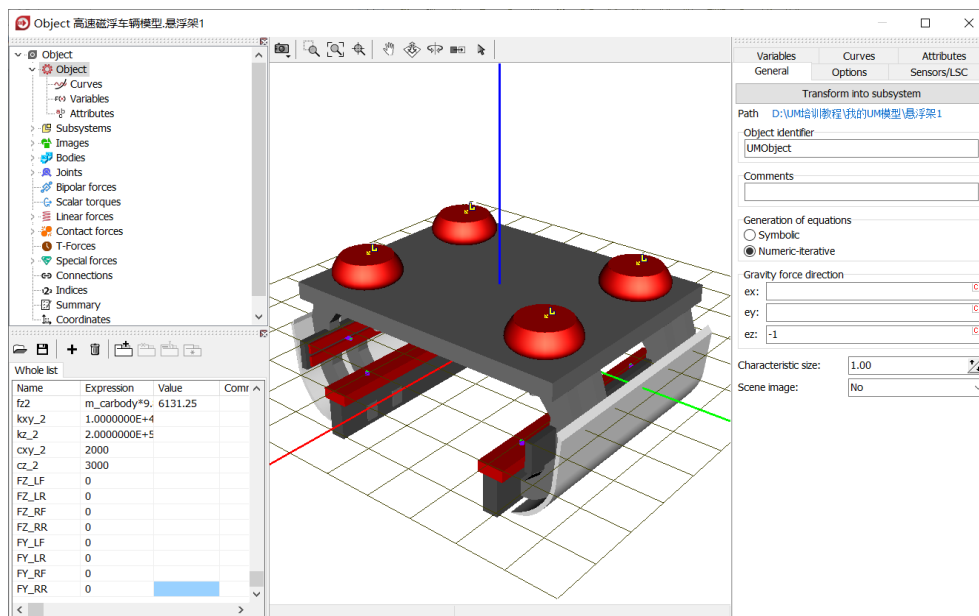 Object 高速磁浮车辆模型.悬浮架1
Object
Object
Curves
Variables
Attributes
Subsystems
Images
Bodies
Joints
Bipolar forces
Scalar torques
Linear forces
Contact forces
T-Forces
Special forces
Connections
Indices
Summary
Coordinates
Whole list
Name Expression Value Comr
fz2 m_carbody*9. 6131.25
kxy_2 1.0000000E+4
kz_2 2.0000000E+5
cxy_2 2000
cz_2 3000
FZ_LF 0
FZ_LR 0
FZ_RF 0
FZ_RR 0
FY_LF 0
FY_LR 0
FY_RF 0
FY_RR 0
L
L
L
L
Variables Curves Attributes
General Options Sensors/LSC
Transform into subsystem
Path D:\UM培训教程\我的UM模型\悬浮架1
Object identifier
UMObject
Comments
Generation of equations
Symbolic
Numeric-iterative
Gravity force direction
ex: C
ey: C
ez: -1 C
Characteristic size: 1.00
Scene image: No